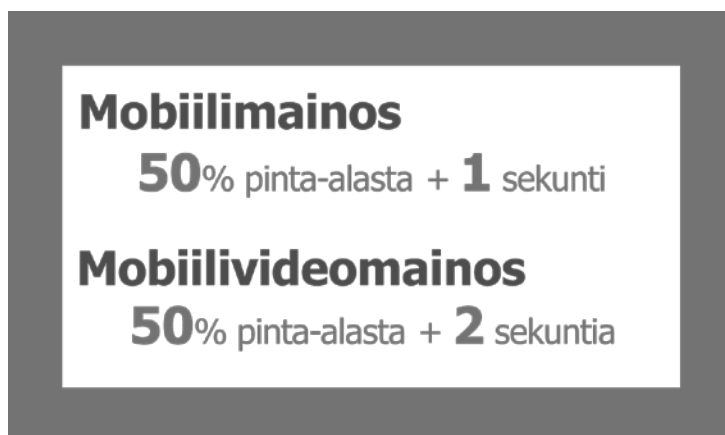 Mobiilimainos
50% pinta-alasta + 1 sekunti
Mobiilivideomainos
50% pinta-alasta + 2 sekuntia